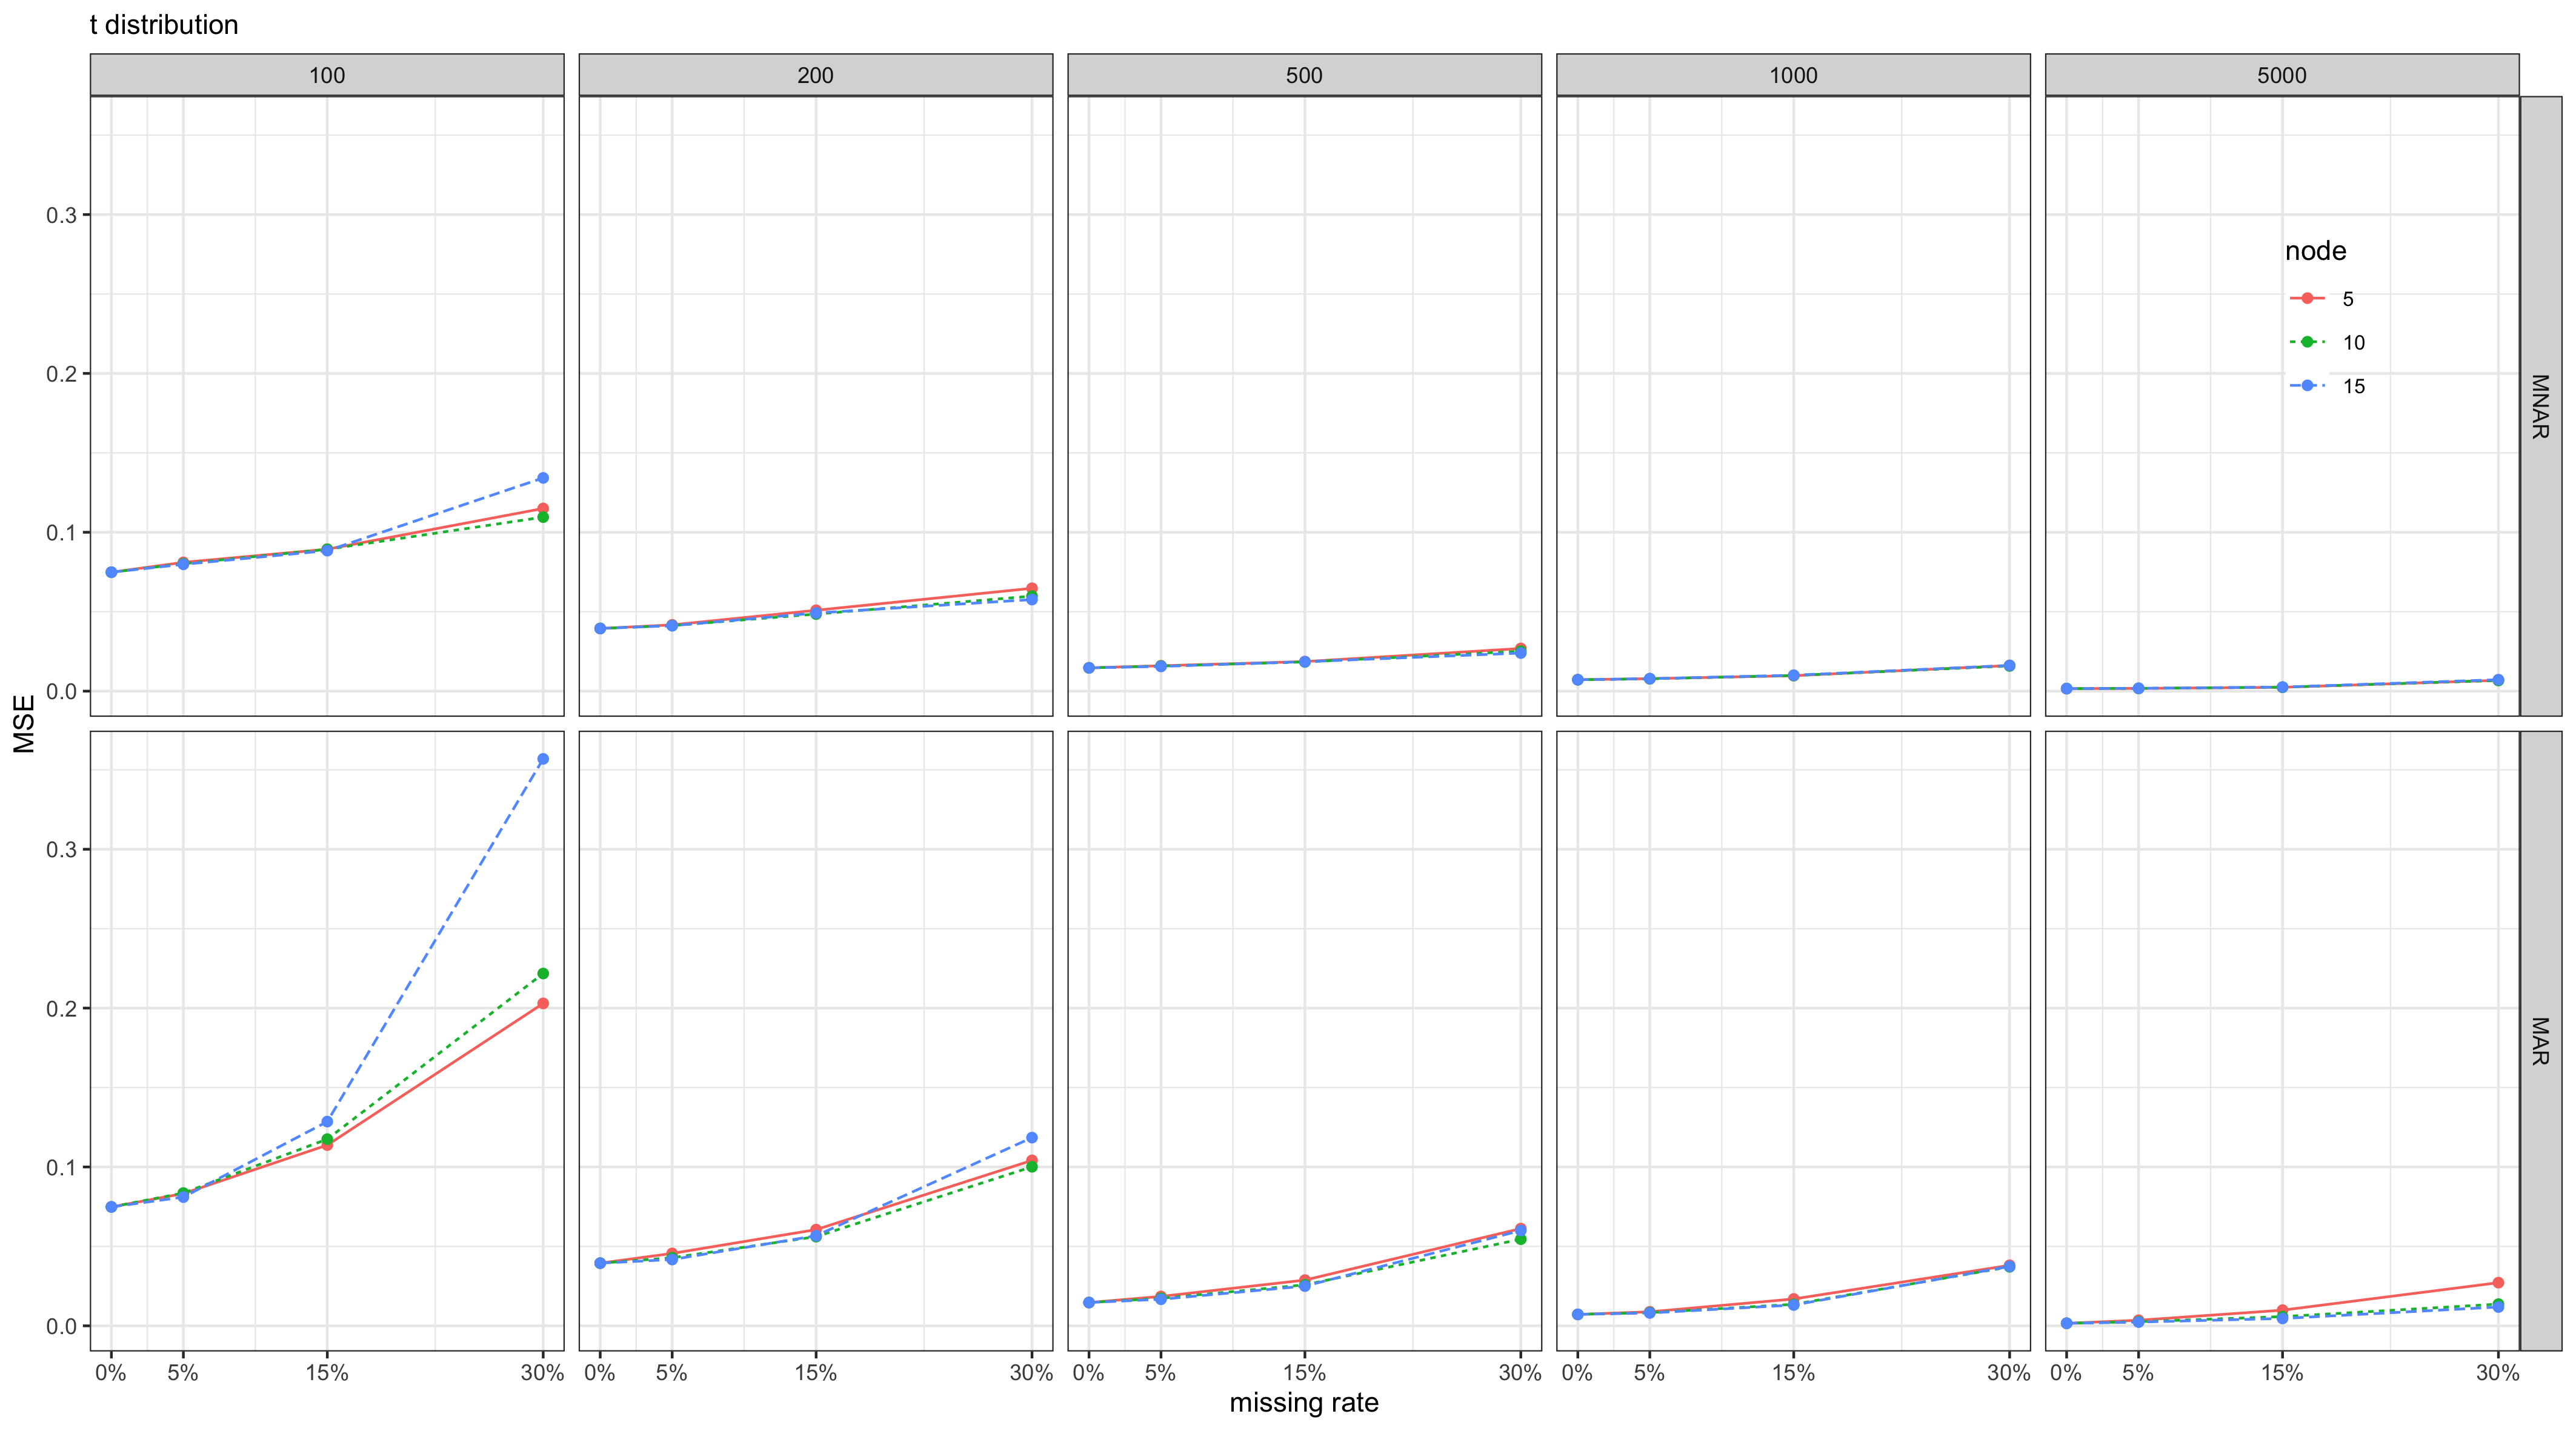 t distribution
100 200 500 1000 5000
0.3
0.2
0.1
0.0
node
5
10
15
MNAR
MSE
0.3
0.2
0.1
0.0
MAR
0% 5% 15% 30% 0% 5% 15% 30% 0% 5% 15% 30% 0% 5% 15% 30% 0% 5% 15% 30%
missing rate